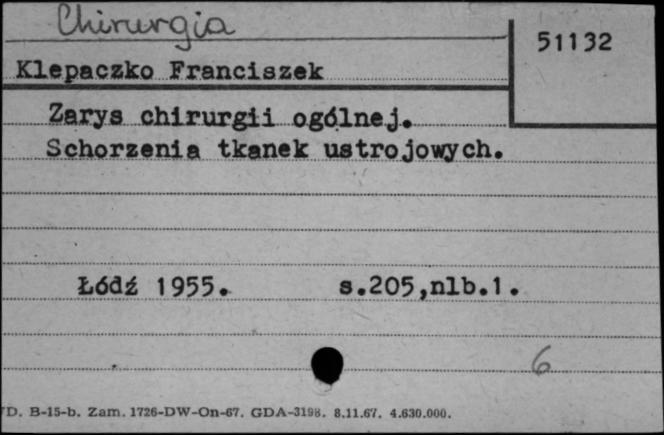 Chirurgia
51132
Klepaczko Franciszek
Zarys chirurgii ogólnej.
Schorzenia tkanek ustrojowych.
Łódź 1955. s.205,nlb.1.
6
D. B-15-b. Zam. 1726-DW-On-67. GDA-3198. 8.11.67. 4.630.000.